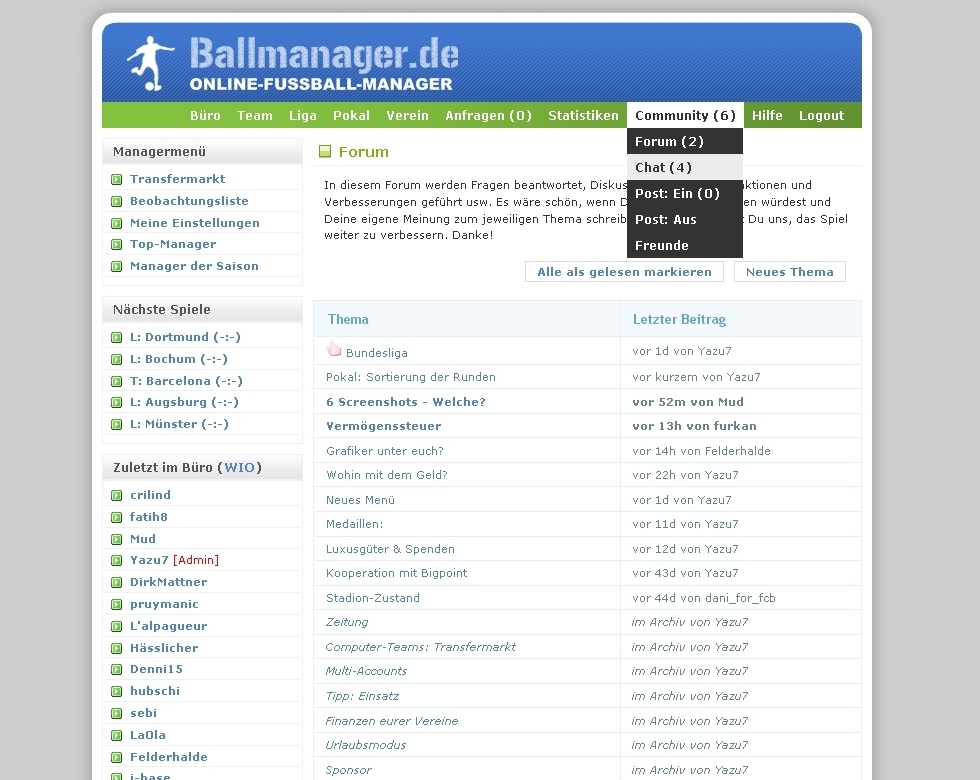 Ballmanager.de
ONLINE-FUSSBALL-MANAGER
Büro Team Liga Pokal Verein Anfragen (0) Statistiken Community (6) Hilfe Logout
Forum (2)
Chat (4)
Post: Ein (0)
Post: Aus
Freunde
Managermenü
Transfermarkt
Beobachtungsliste
Meine Einstellungen
Top-Manager
Manager der Saison
Nächste Spiele
L: Dortmund (-:-)
L: Bochum (-:-)
T: Barcelona (-:-)
L: Augsburg (-:-)
L: Münster (-:-)
Zuletzt im Büro (WIO)
crilind
fatih8
Mud
Yazu7 [Admin]
DirkMattner
pruymanic
L'alpagueur
Hässlicher
Denni15
hubschi
sebi
LaOla
Felderhalde
Forum
In diesem Forum werden Fragen beantwortet, Diskus ktionen und
Verbesserungen geführt usw. Es wäre schön, wenn D en würdest und
Deine eigene Meinung zum jeweiligen Thema schreib t Du uns, das Spiel
weiter zu verbessern. Danke!
Alle als gelesen markieren Neues Thema
Thema Letzter Beitrag
Bundesliga vor 1d von Yazu7
Pokal: Sortierung der Runden vor kurzem von Yazu7
6 Screenshots - Welche? vor 52m von Mud
Vermögenssteuer vor 13h von furkan
Grafiker unter euch? vor 14h von Felderhalde
Wohin mit dem Geld? vor 22h von Yazu7
Neues Menü vor 1d von Yazu7
Medaillen: vor 11d von Yazu7
Luxusgüter & Spenden vor 12d von Yazu7
Kooperation mit Bigpoint vor 43d von Yazu7
Stadion-Zustand vor 44d von dani_for_fcb
Zeitung im Archiv von Yazu7
Computer-Teams: Transfermarkt im Archiv von Yazu7
Multi-Accounts im Archiv von Yazu7
Tipp: Einsatz im Archiv von Yazu7
Finanzen eurer Vereine im Archiv von Yazu7
Urlaubsmodus im Archiv von Yazu7
Sponsor im Archiv von Yazu7